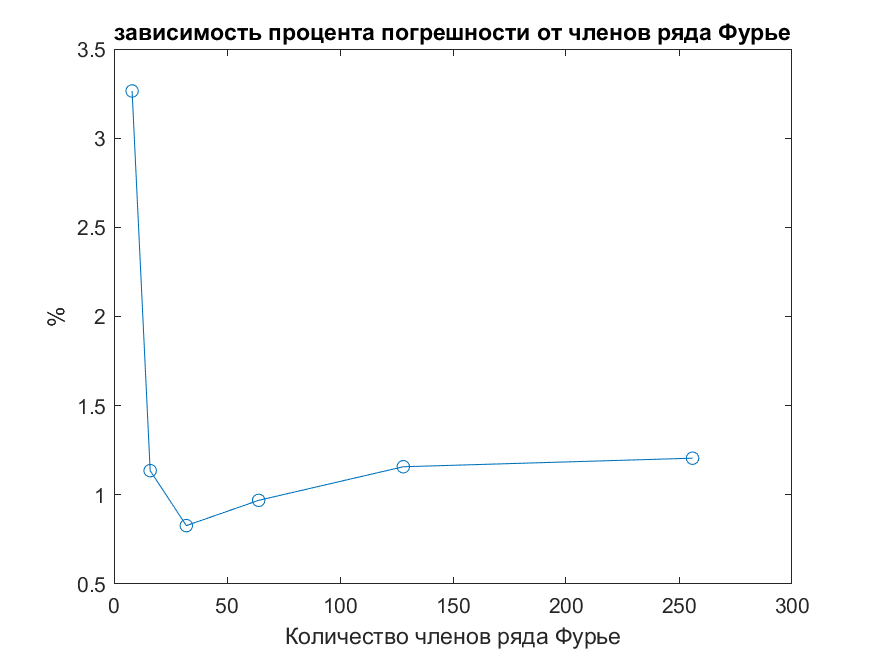 зависимость процента погрешности от членов ряда Фурье
3.5
3
2.5
2
1.5
1
0.5
%
0 50 100 150 200 250 300
Количество членов ряда Фурье